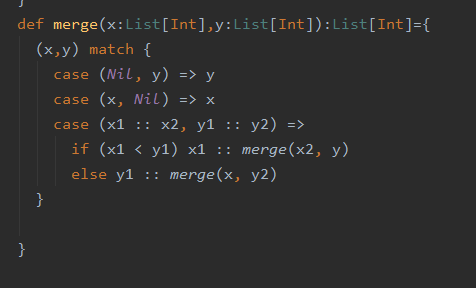 }
def merge(x:List[Int],y:List[Int]):List[Int]={
(x,y) match {
case (Nil, y) => y
case (x, Nil) => x
case (x1 :: x2, y1 :: y2) =>
if (x1 < y1) x1 :: merge(x2, y)
else y1 :: merge(x, y2)
}
}